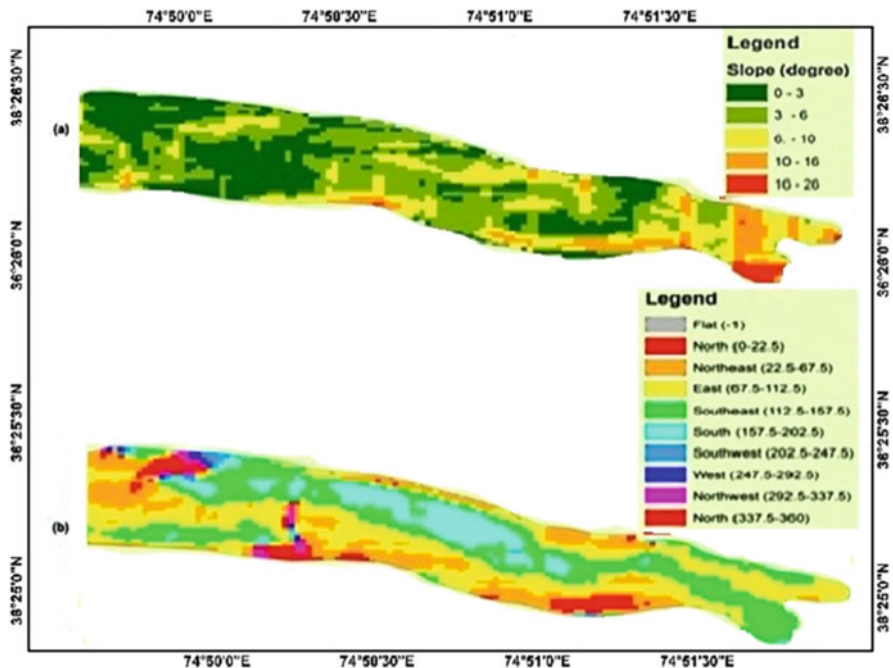 74°50'0"E 74°50'30"E 74°51'0"E 74°51'30"E
38°26'30"N
36°26'0"N
36°25'30"N
38°25'0"N
38°26'30"N
36°26'0"N
36°25'30"N
38°25'0"N
(a)
Legend
Slope (degree)
0 - 3
3 - 6
6. - 10
10 - 16
16 - 26
(b)
Legend
Flat (-1)
North (0-22.5)
Northeast (22.5-67.5)
East (67.5-112.5)
Southeast (112.5-157.5)
South (157.5-202.5)
Southwest (202.5-247.5)
West (247.5-292.5)
Northwest (292.5-337.5)
North (337.5-360)
74°50'0"E 74°50'30"E 74°51'0"E 74°51'30"E